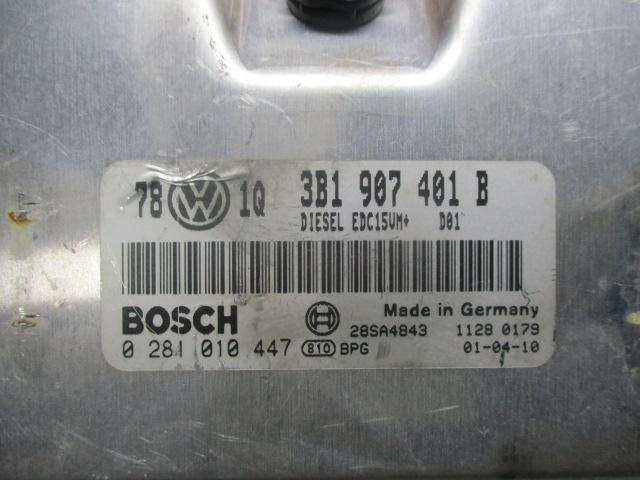 78 VW 1Q 3B1 907 401 B
DIESEL EDC15VM+ D01
BOSCH Made in Germany
28SA4843 1128 0179
0 281 010 447 810 BPG 01-04-10